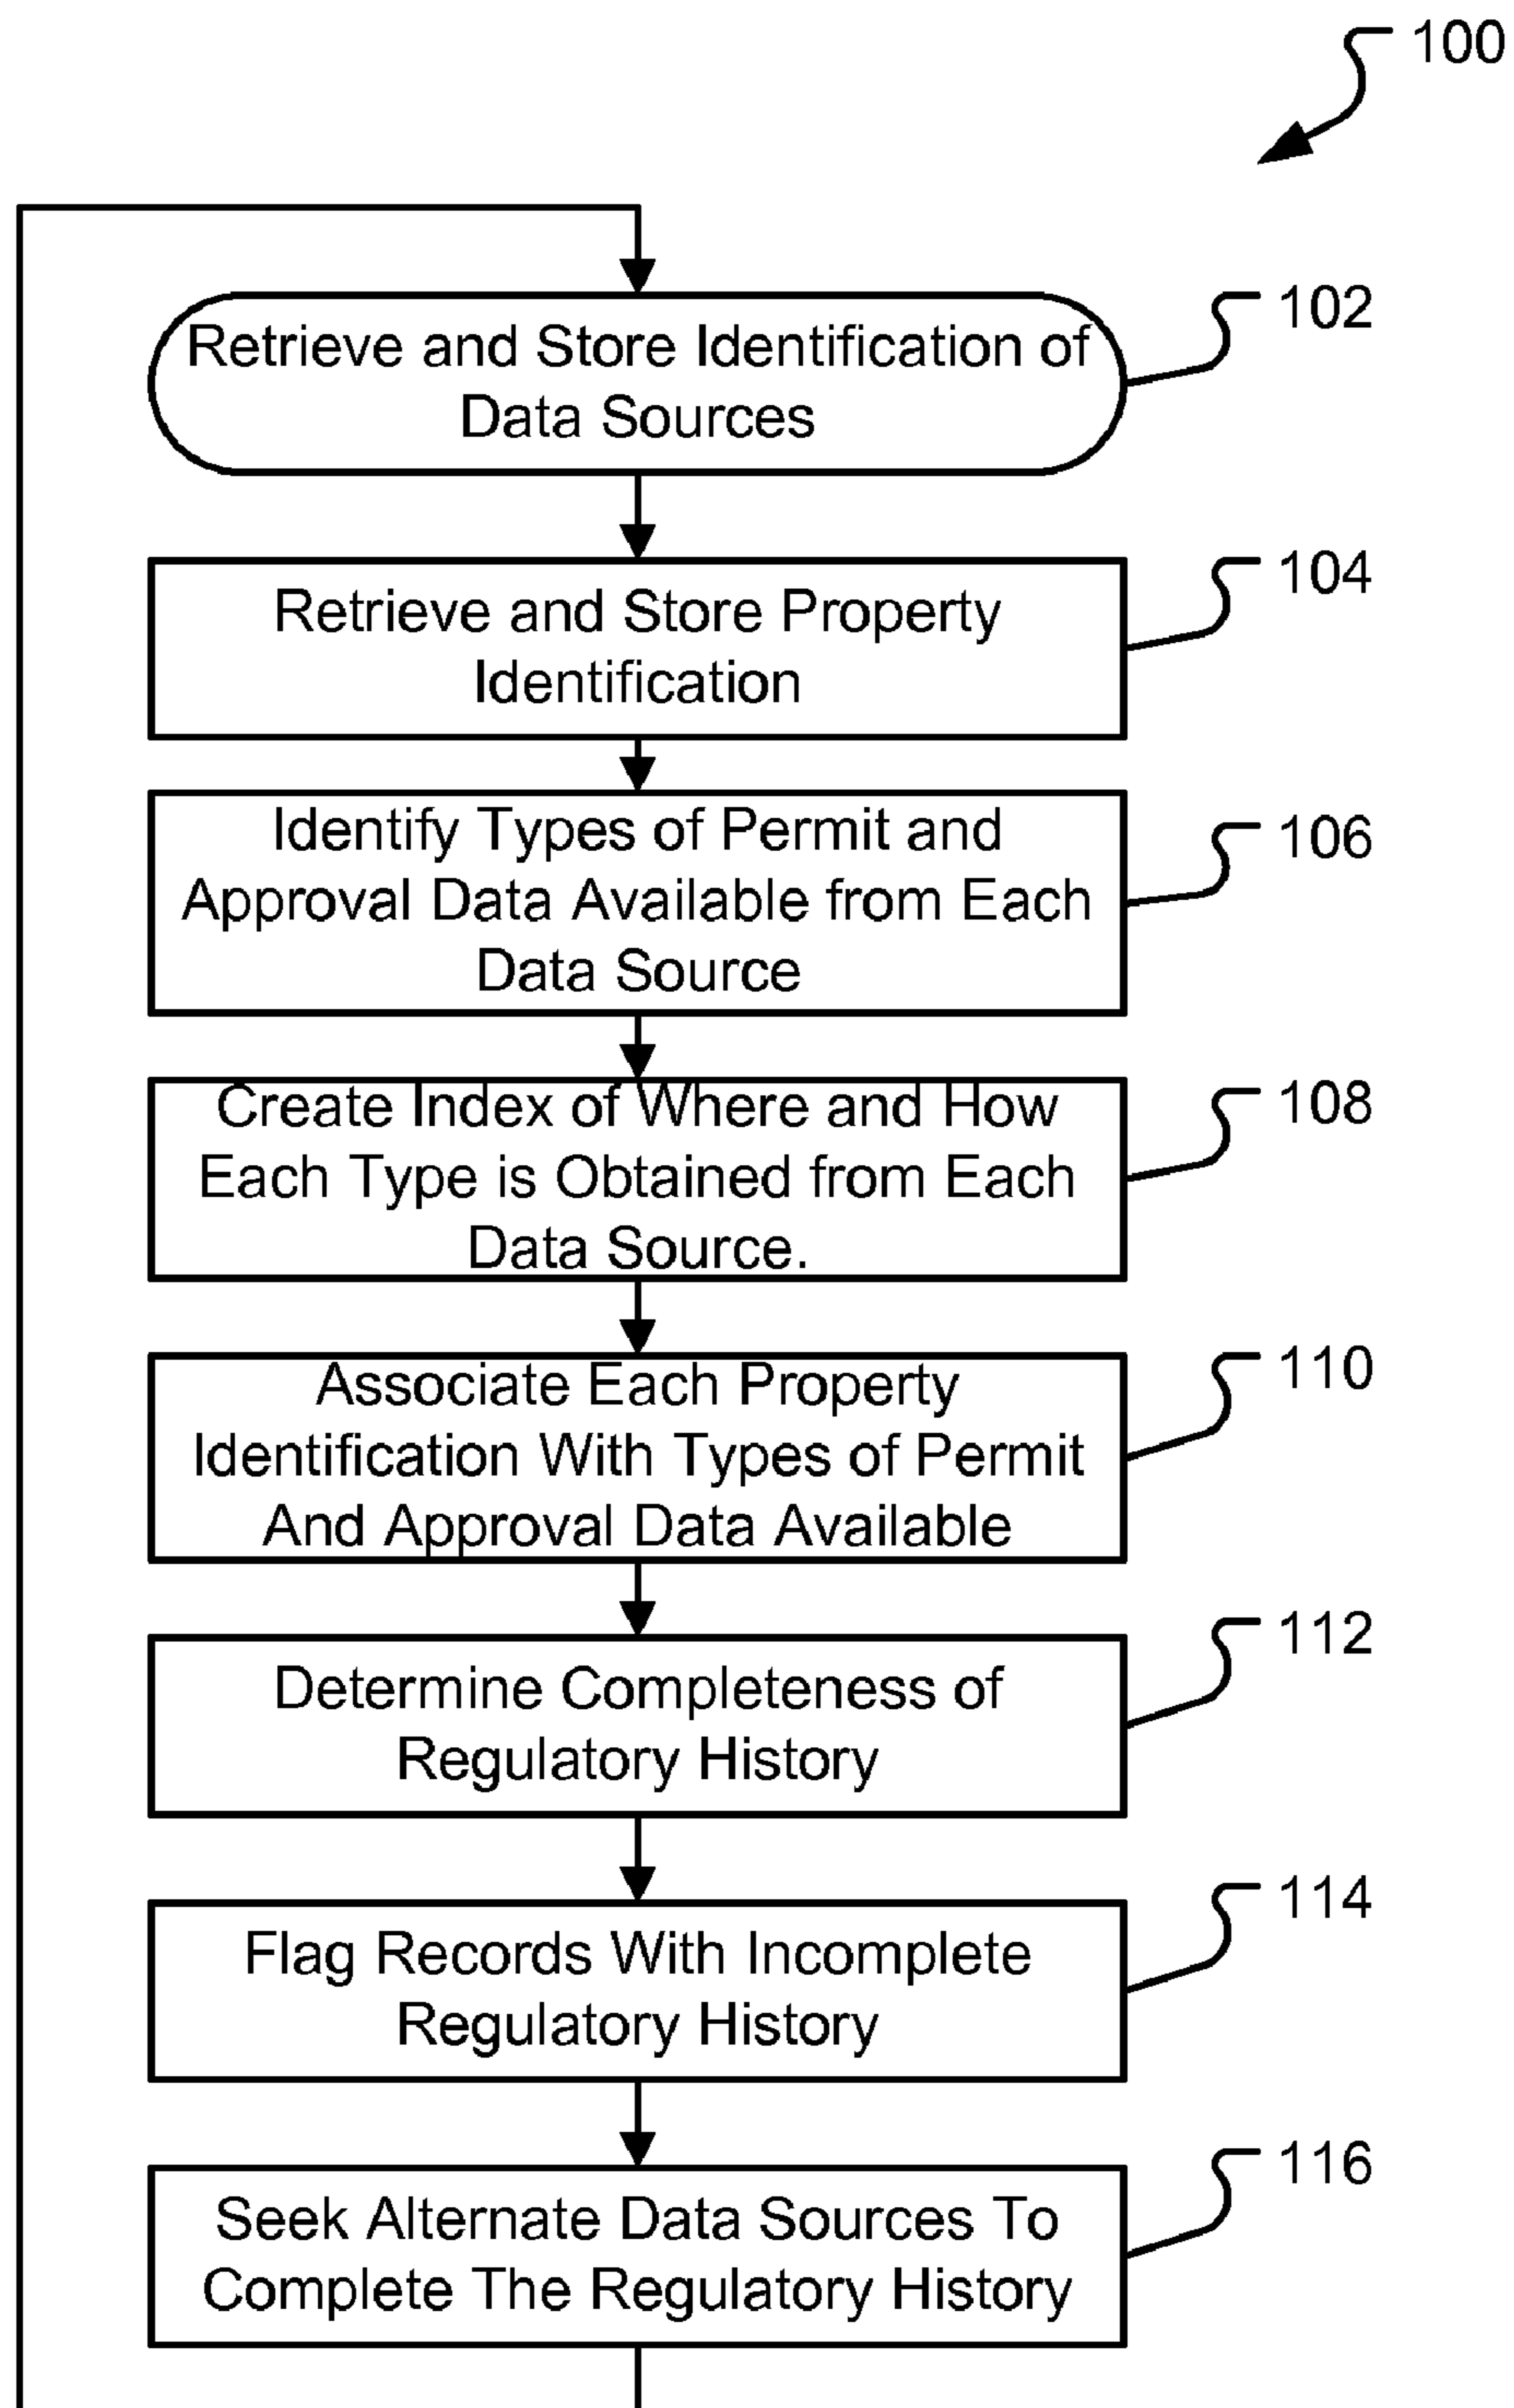 100
Retrieve and Store Identification of
Data Sources
102
Retrieve and Store Property
Identification
104
Identify Types of Permit and
Approval Data Available from Each
Data Source
106
Create Index of Where and How
Each Type is Obtained from Each
Data Source.
108
Associate Each Property
Identification With Types of Permit
And Approval Data Available
110
Determine Completeness of
Regulatory History
112
Flag Records With Incomplete
Regulatory History
114
Seek Alternate Data Sources To
Complete The Regulatory History
116